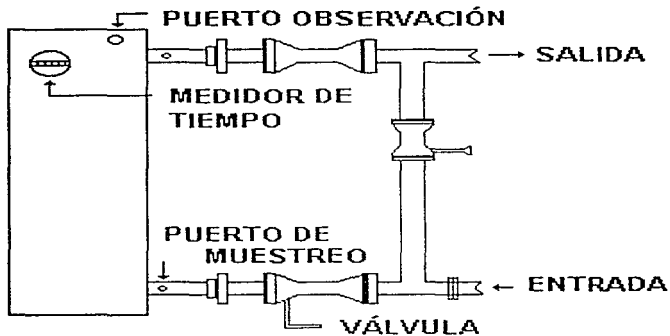 PUERTO OBSERVACIÓN
SALIDA
MEDIDOR DE
TIEMPO
PUERTO DE
MUESTREO
ENTRADA
VÁLVULA